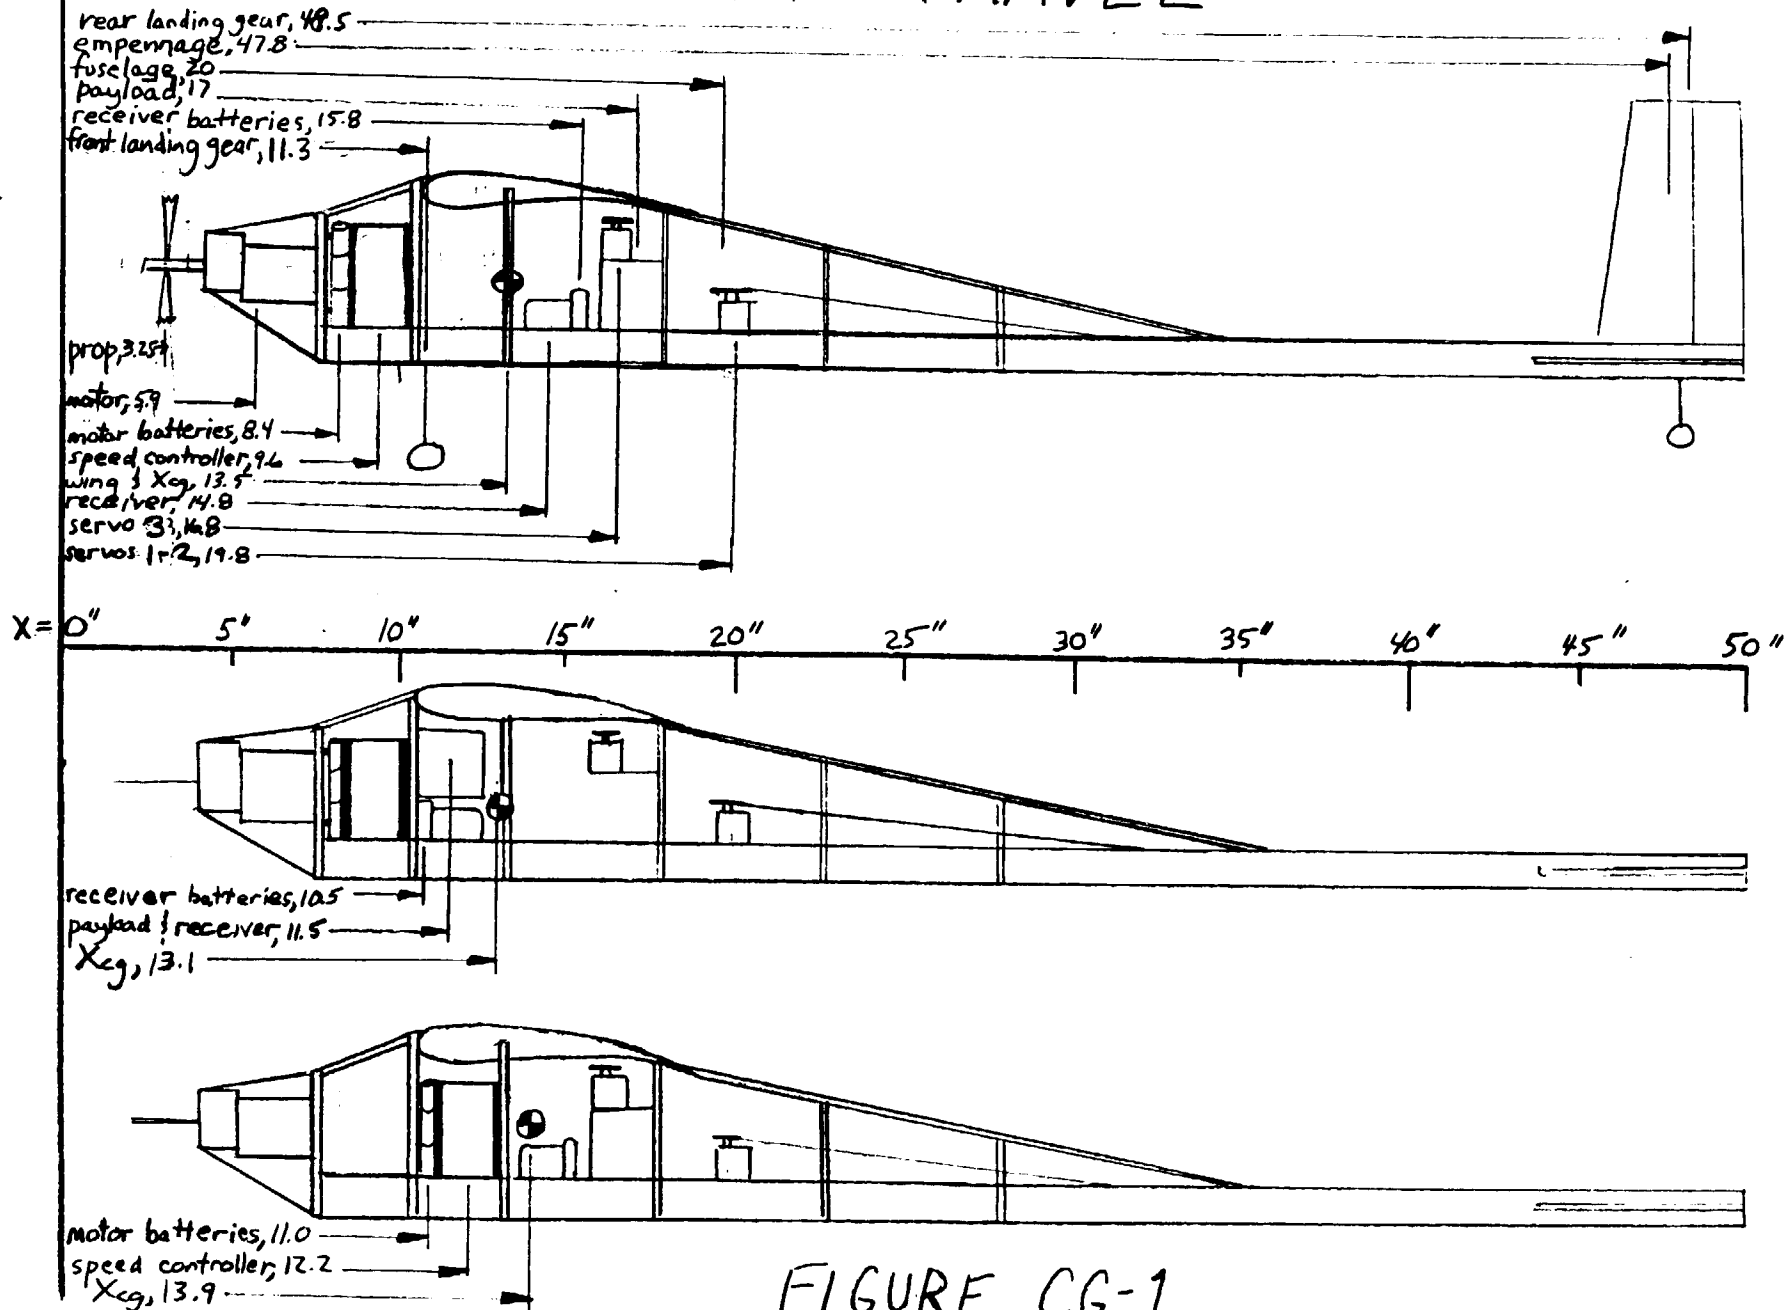 rear landing gear, 48.5
empennage, 47.8
fuselage, 20
payload, 17
receiver batteries, 15.8
front landing gear, 11.3
prop, 3.25
motor, 5.9
motor batteries, 8.4
speed controller, 9.6
wing & Xcg, 13.5
receiver, 14.8
servo 3, 16.8
servos 1+2, 19.8
X= 0" 5" 10" 15" 20" 25" 30" 35" 40" 45" 50"
receiver batteries, 10.5
payload & receiver, 11.5
Xcg, 13.1
motor batteries, 11.0
speed controller, 12.2
Xcg, 13.9
FIGURE CG-1